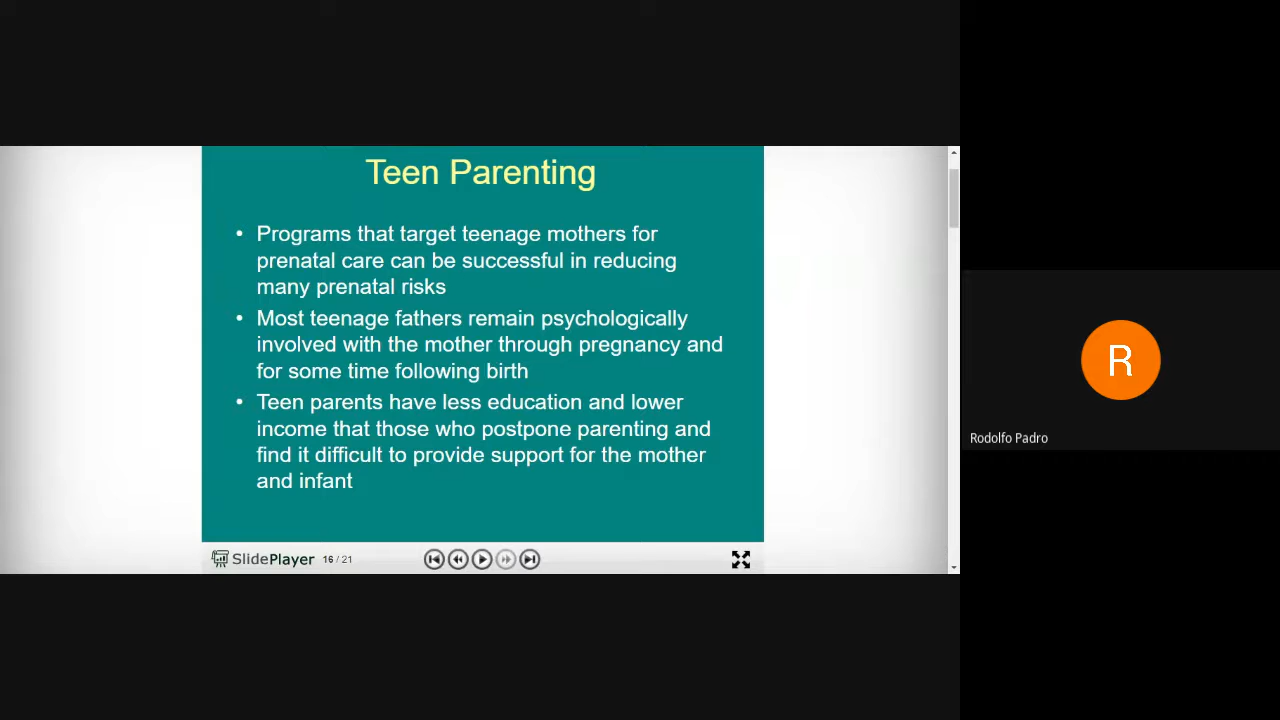 Teen Parenting
• Programs that target teenage mothers for
prenatal care can be successful in reducing
many prenatal risks
• Most teenage fathers remain psychologically
involved with the mother through pregnancy and
for some time following birth
• Teen parents have less education and lower
income that those who postpone parenting and
find it difficult to provide support for the mother
and infant
SlidePlayer 16 / 21
R
Rodolfo Padro